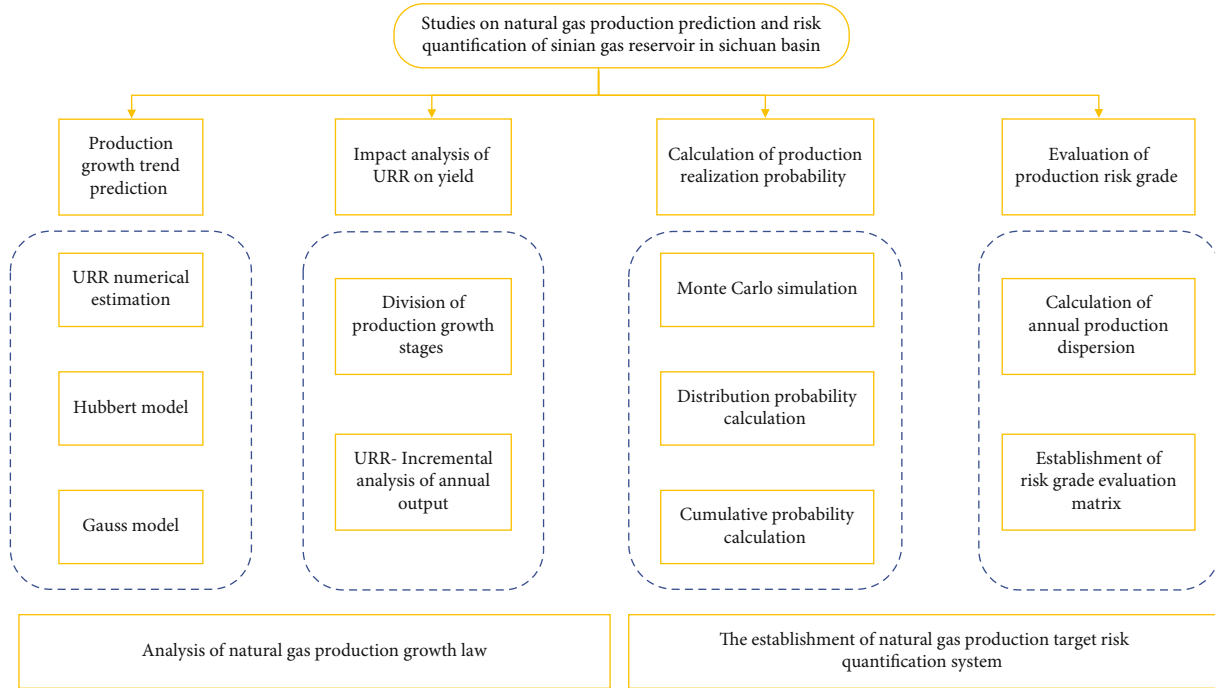 Studies on natural gas production prediction and risk
quantification of sinian gas reservoir in sichuan basin
Production
growth trend
prediction
Impact analysis of
URR on yield
Calculation of production
realization probability
Evaluation of
production risk grade
URR numerical
estimation
Hubbert model
Gauss model
Division of
production growth
stages
URR- Incremental
analysis of annual
output
Monte Carlo simulation
Distribution probability
calculation
Cumulative probability
calculation
Calculation of
annual production
dispersion
Establishment of
risk grade evaluation
matrix
Analysis of natural gas production growth law
The establishment of natural gas production target risk
quantification system